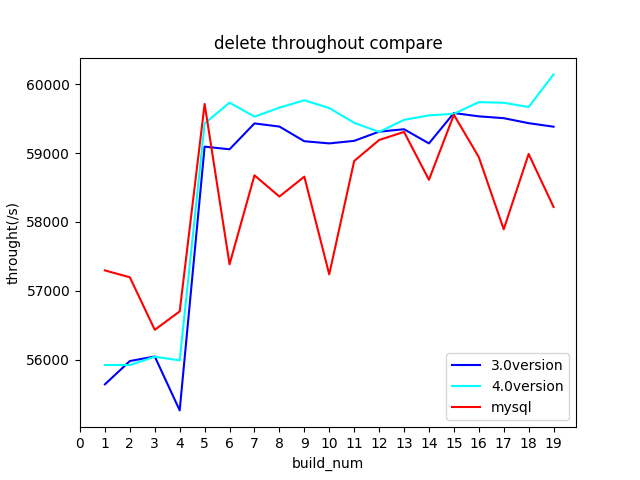 delete throughout compare
throught(/s)
60000
59000
58000
57000
56000
0 1 2 3 4 5 6 7 8 9 10 11 12 13 14 15 16 17 18 19
build_num
3.0version
4.0version
mysql